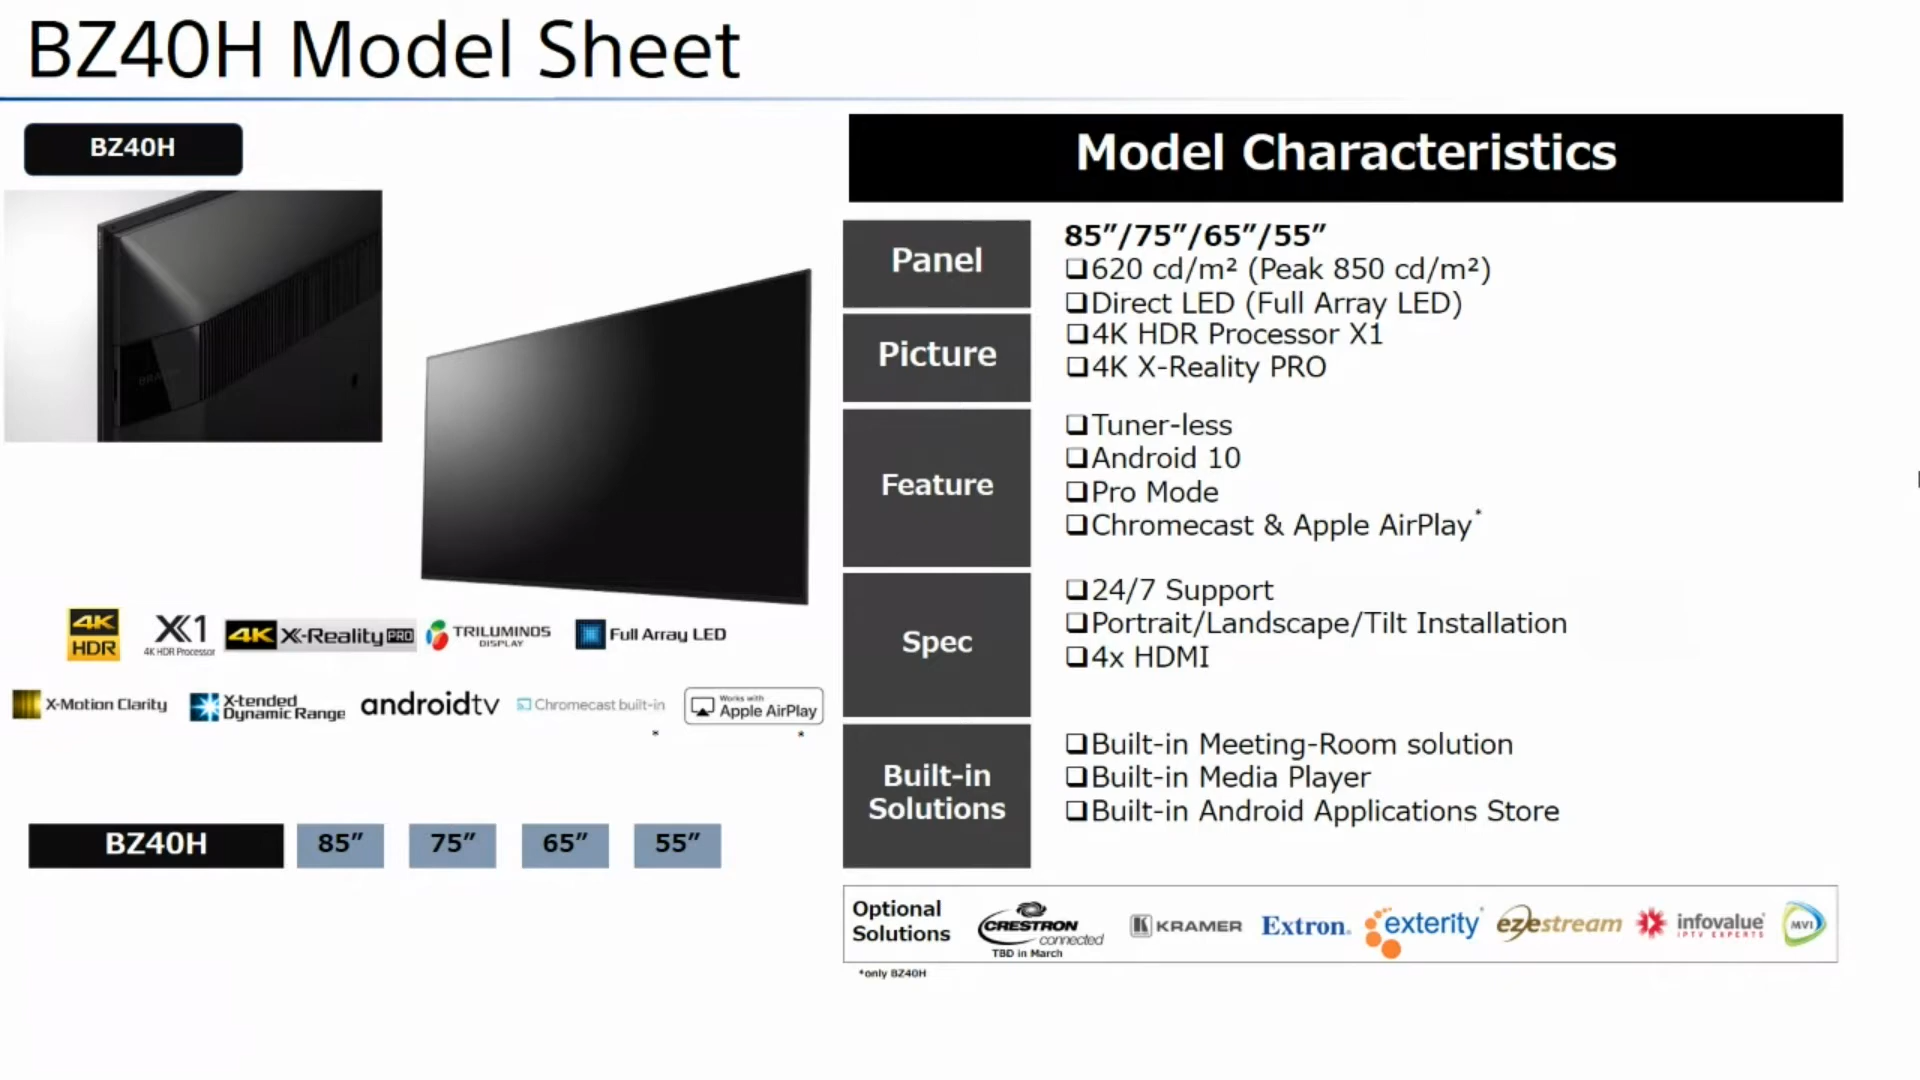 BZ40H Model Sheet
BZ40H
Model Characteristics
Panel
85”/75”/65”/55”
❑620 cd/m² (Peak 850 cd/m²)
❑Direct LED (Full Array LED)
Picture
❑4K HDR Processor X1
❑4K X-Reality PRO
Feature
❑Tuner-less
❑Android 10
❑Pro Mode
❑Chromecast & Apple AirPlay*
Spec
❑24/7 Support
❑Portrait/Landscape/Tilt Installation
❑4x HDMI
Built-in
Solutions
❑Built-in Meeting-Room solution
❑Built-in Media Player
❑Built-in Android Applications Store
4K
HDR
X1
4K HDR Processor
4K X-Reality PRO
TRILUMINOS
DISPLAY
Full Array LED
X-Motion Clarity
X-tended
Dynamic Range
androidtv
Chromecast built-in
*
Works with
Apple AirPlay
*
BZ40H
85”
75”
65”
55”
Optional
Solutions
CRESTRON
connected
TBD in March
KRAMER
Extron
exterity
ezestream
infovalue
IPTV EXPERTS
MVI
*only BZ40H